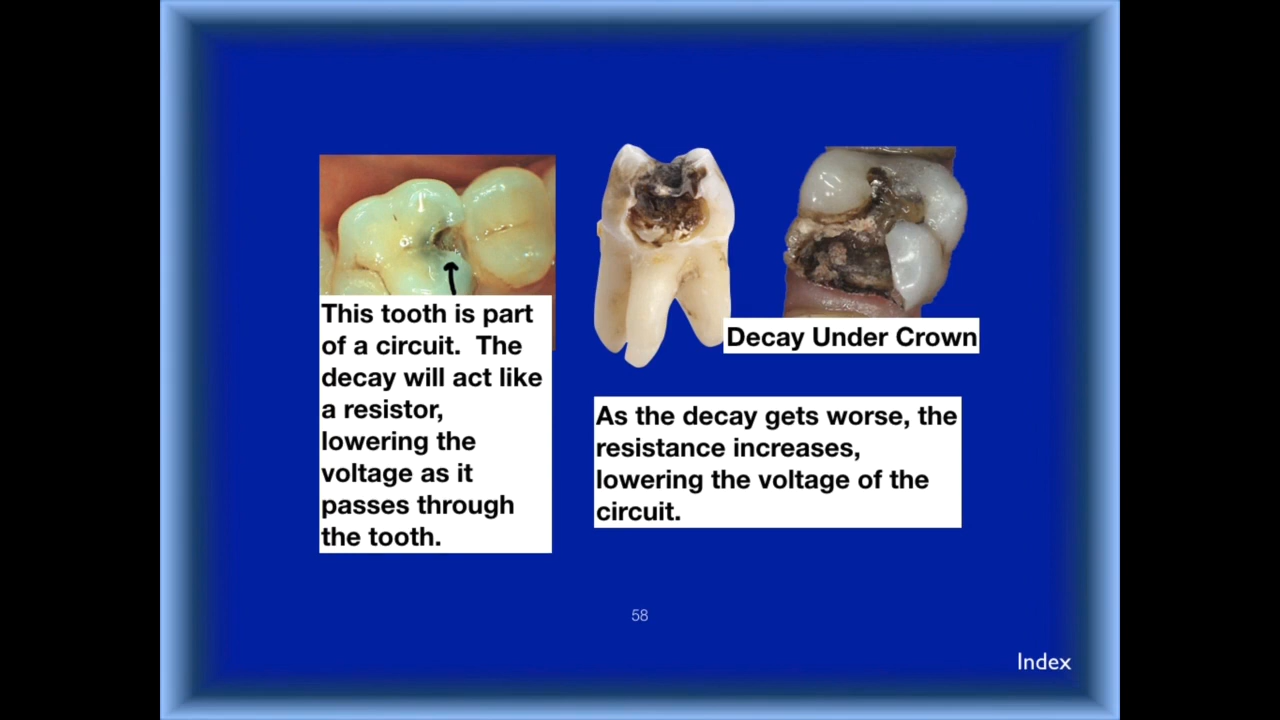 This tooth is part
of a circuit.  The
decay will act like
a resistor,
lowering the
voltage as it
passes through
the tooth.
Decay Under Crown
As the decay gets worse, the
resistance increases,
lowering the voltage of the
circuit.
58
Index